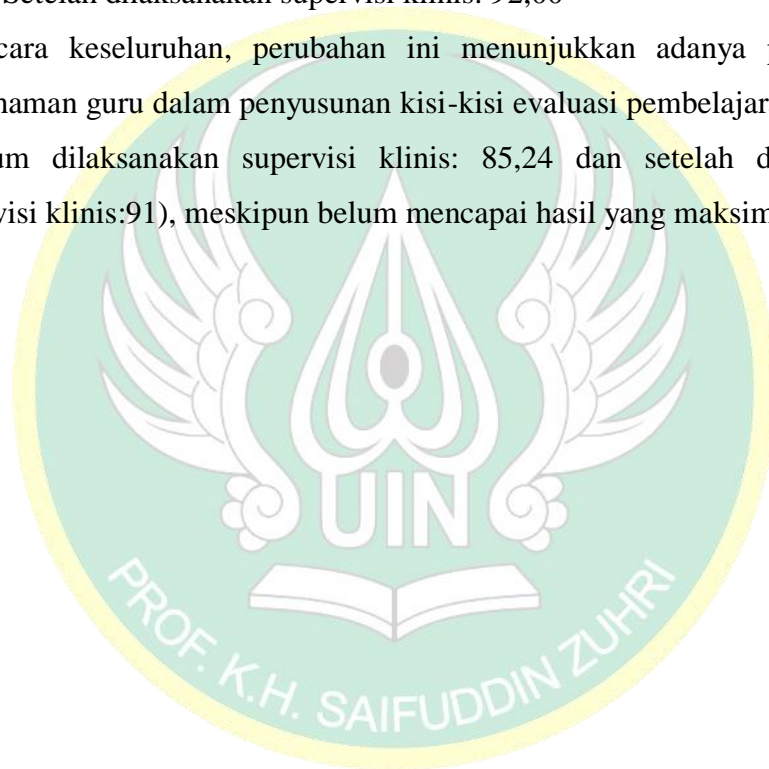 Setelah dilaksanakan supervisi klinis: 92,
cara keseluruhan, perubahan ini menunjukkan adanya p
naman guru dalam penyusunan kisi-kisi evaluasi pembelajar
um dilaksanakan supervisi klinis: 85,24 dan setelah d
visi klinis:91), meskipun belum mencapai hasil yang maksim
UIN
PROF. K.H. SAIFUDDIN ZUHRI